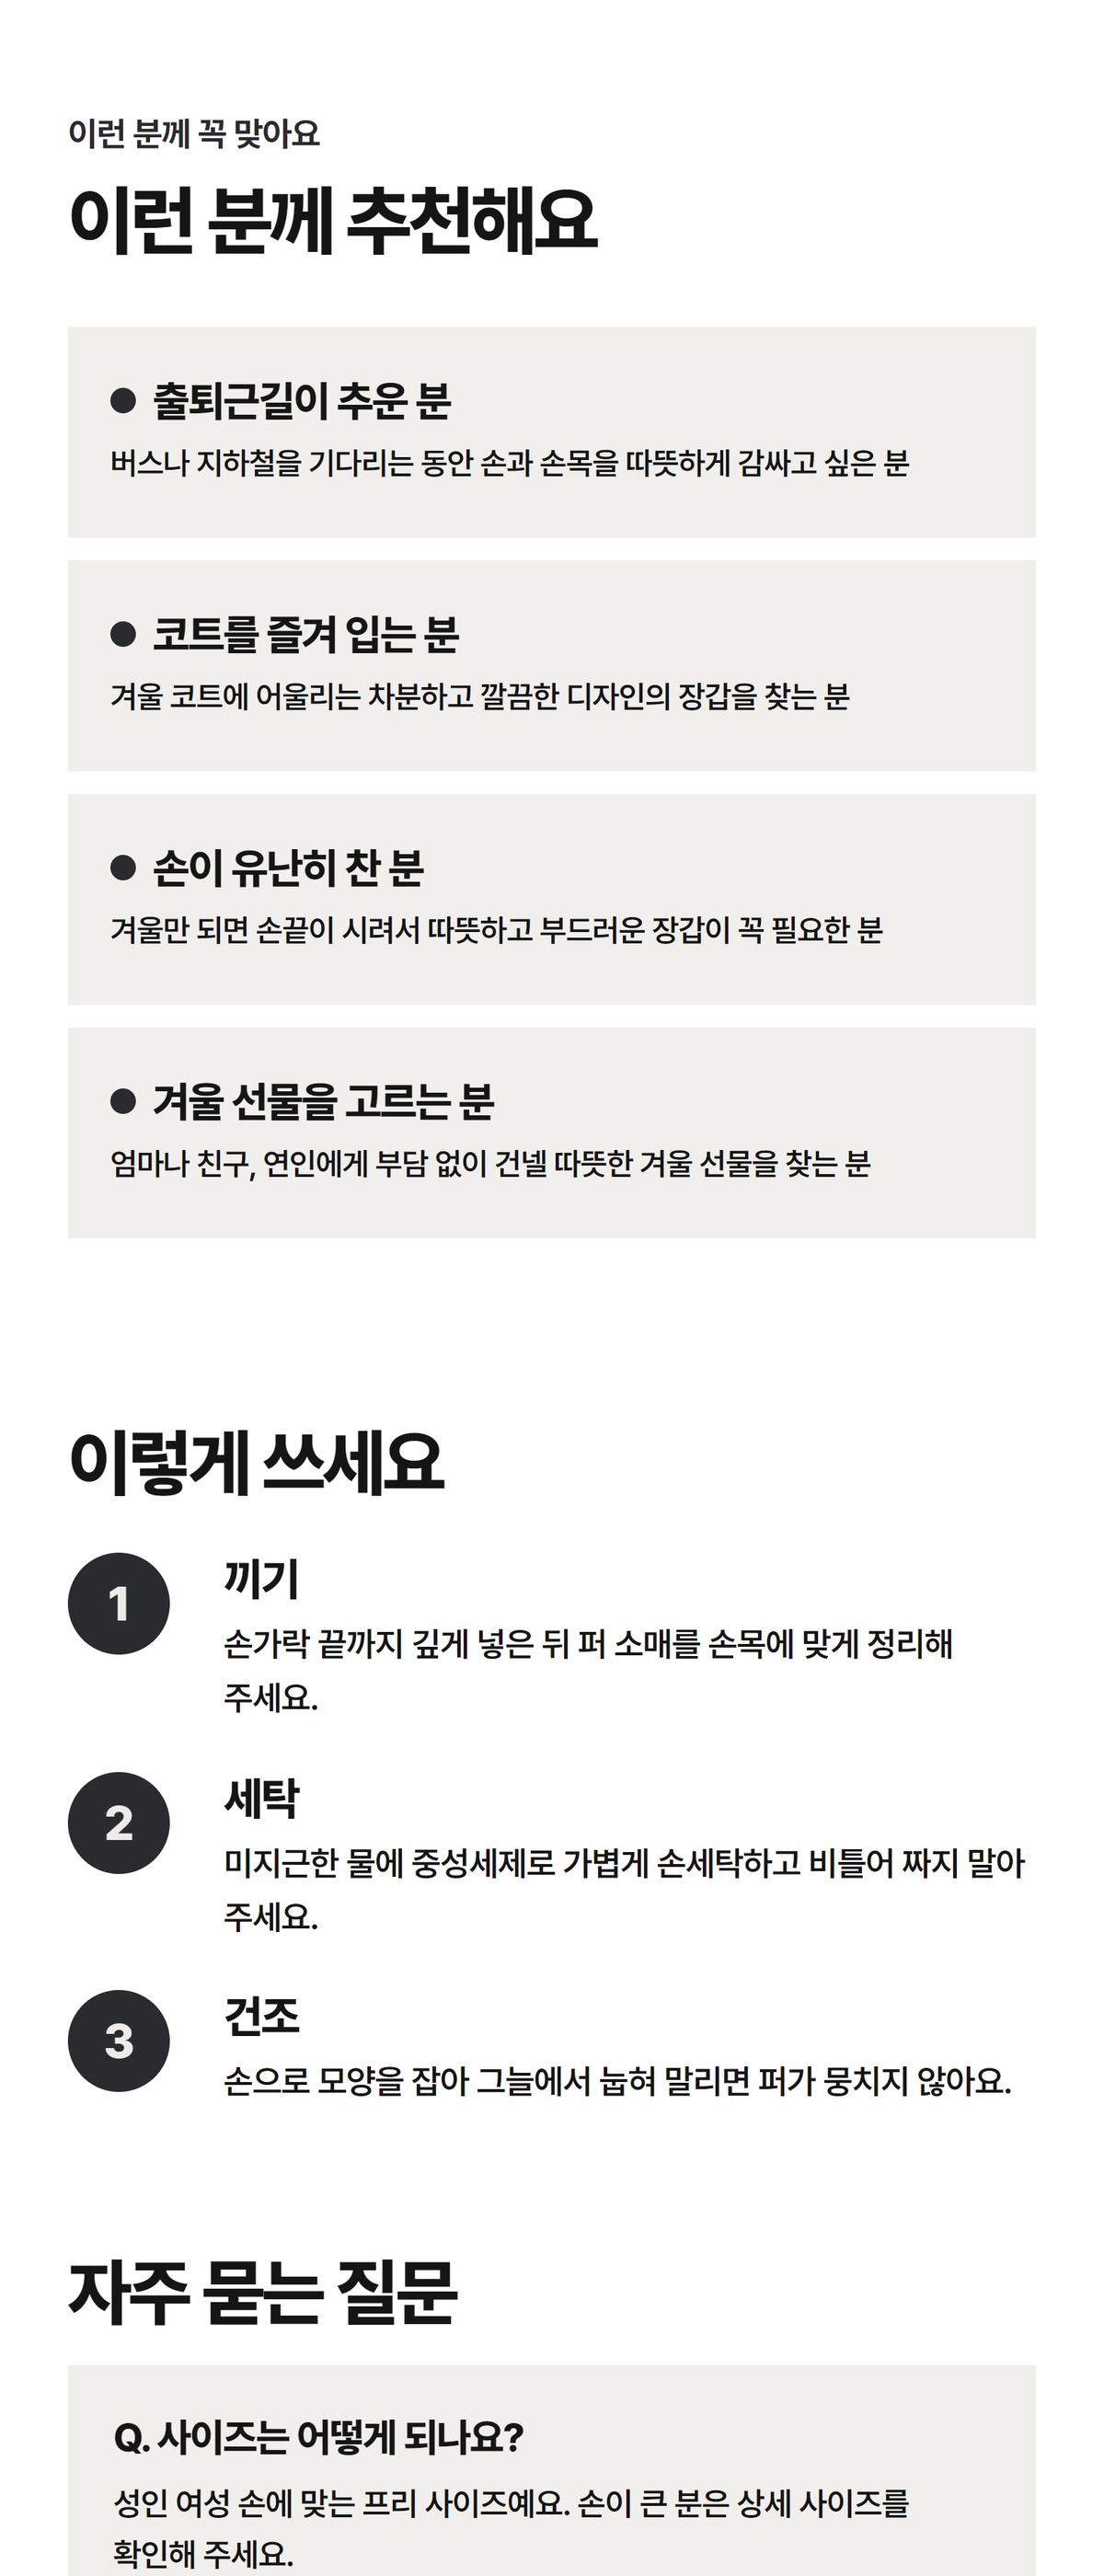 이런 분께 꼭 맞아요
이런 분께 추천해요
출퇴근길이 추운 분
버스나 지하철을 기다리는 동안 손과 손목을 따뜻하게 감싸고 싶은 분
코트를 즐겨 입는 분
겨울 코트에 어울리는 차분하고 깔끔한 디자인의 장갑을 찾는 분
손이 유난히 찬 분
겨울만 되면 손끝이 시려서 따뜻하고 부드러운 장갑이 꼭 필요한 분
겨울 선물을 고르는 분
엄마나 친구, 연인에게 부담 없이 건넬 따뜻한 겨울 선물을 찾는 분
이렇게 쓰세요
1
끼기
손가락 끝까지 깊게 넣은 뒤 퍼 소매를 손목에 맞게 정리해
주세요.
2
세탁
미지근한 물에 중성세제로 가볍게 손세탁하고 비틀어 짜지 말아
주세요.
3
건조
손으로 모양을 잡아 그늘에서 눕혀 말리면 퍼가 뭉치지 않아요.
자주 묻는 질문
Q. 사이즈는 어떻게 되나요?
성인 여성 손에 맞는 프리 사이즈예요. 손이 큰 분은 상세 사이즈를
확인해 주세요.